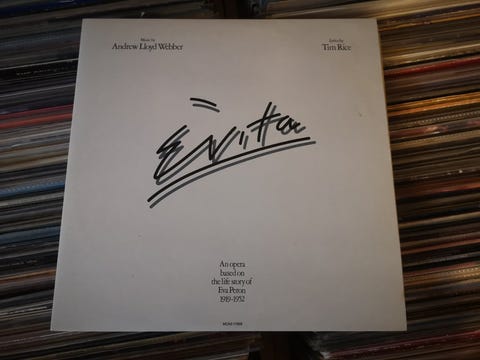 Music by
Andrew Lloyd Webber
Lyrics by
Tim Rice
Evita
An opera
based on
the life story of
Eva Peron
1919-1952